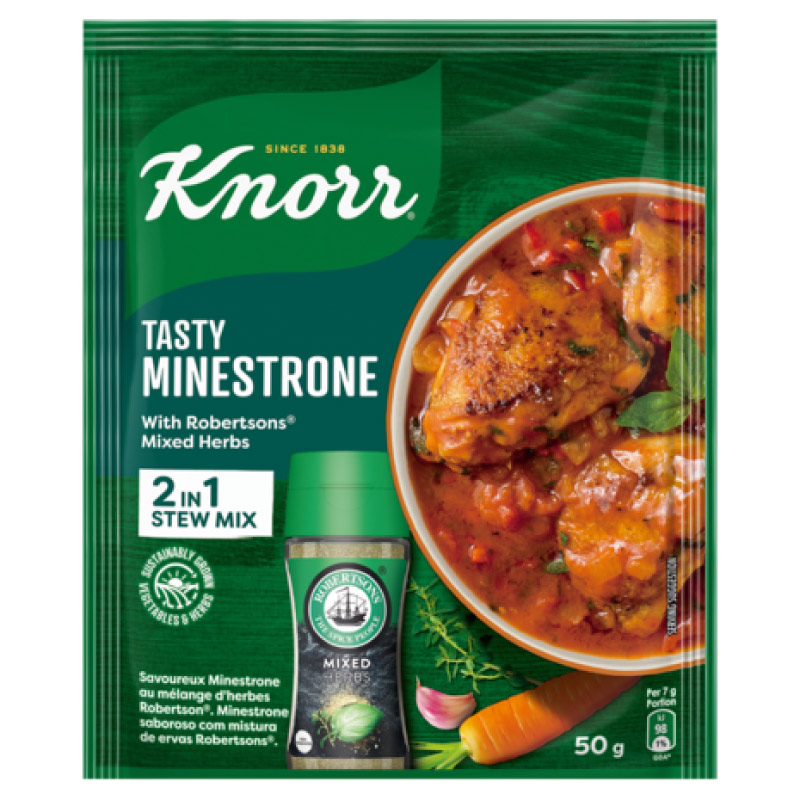 SINCE 1838
Knorr®
TASTY
MINESTRONE
With Robertsons®
Mixed Herbs
2 IN 1
STEW MIX
SUSTAINABLY GROWN
VEGETABLES & HERBS
ROBERTSONS®
THE SPICE PEOPLE
MIXED
HERBS
Savoureux Minestrone
au mélange d'herbes
Robertson®. Minestrone
saboroso com mistura
de ervas Robertsons®.
SERVING SUGGESTION
Per 7 g
Portion
kJ
98
1%
GDA*
50 g